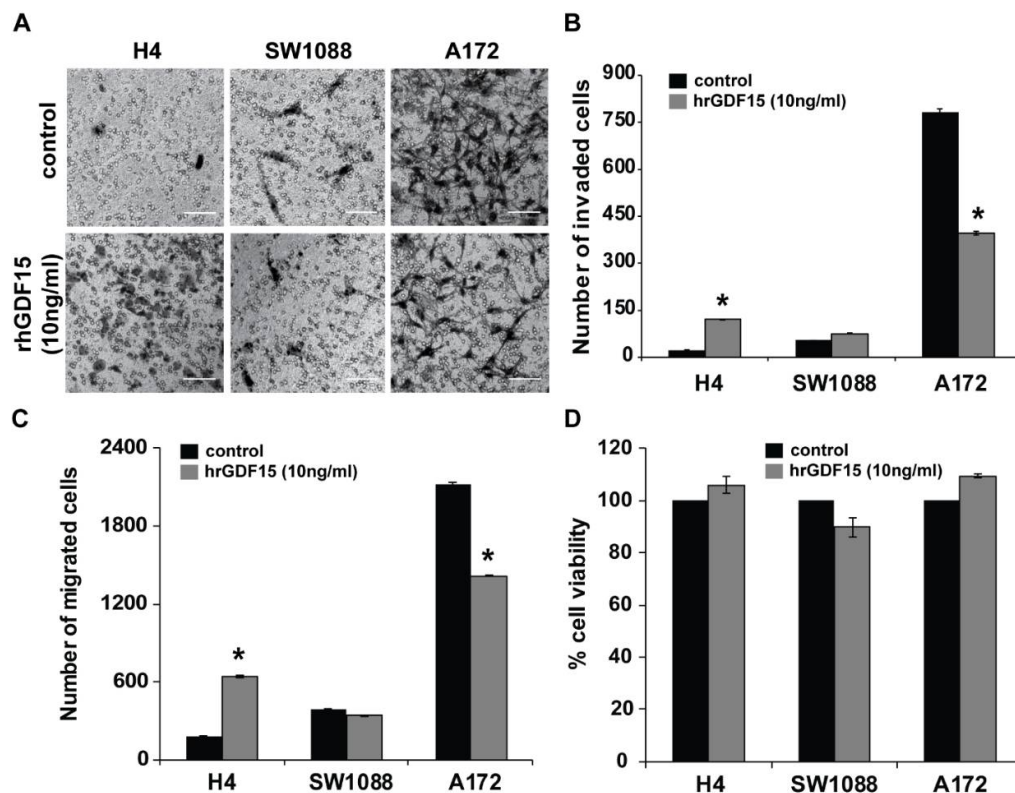 A
H4
SW1088
A172
control
rhGDF15
(10ng/ml)
B
Number of invaded cells
900
750
600
450
300
150
0
control
hrGDF15 (10ng/ml)
*
*
H4
SW1088
A172
C
Number of migrated cells
2400
1800
1200
600
0
control
hrGDF15 (10ng/ml)
*
*
H4
SW1088
A172
D
% cell viability
120
100
80
60
40
20
0
control
hrGDF15 (10ng/ml)
H4
SW1088
A172